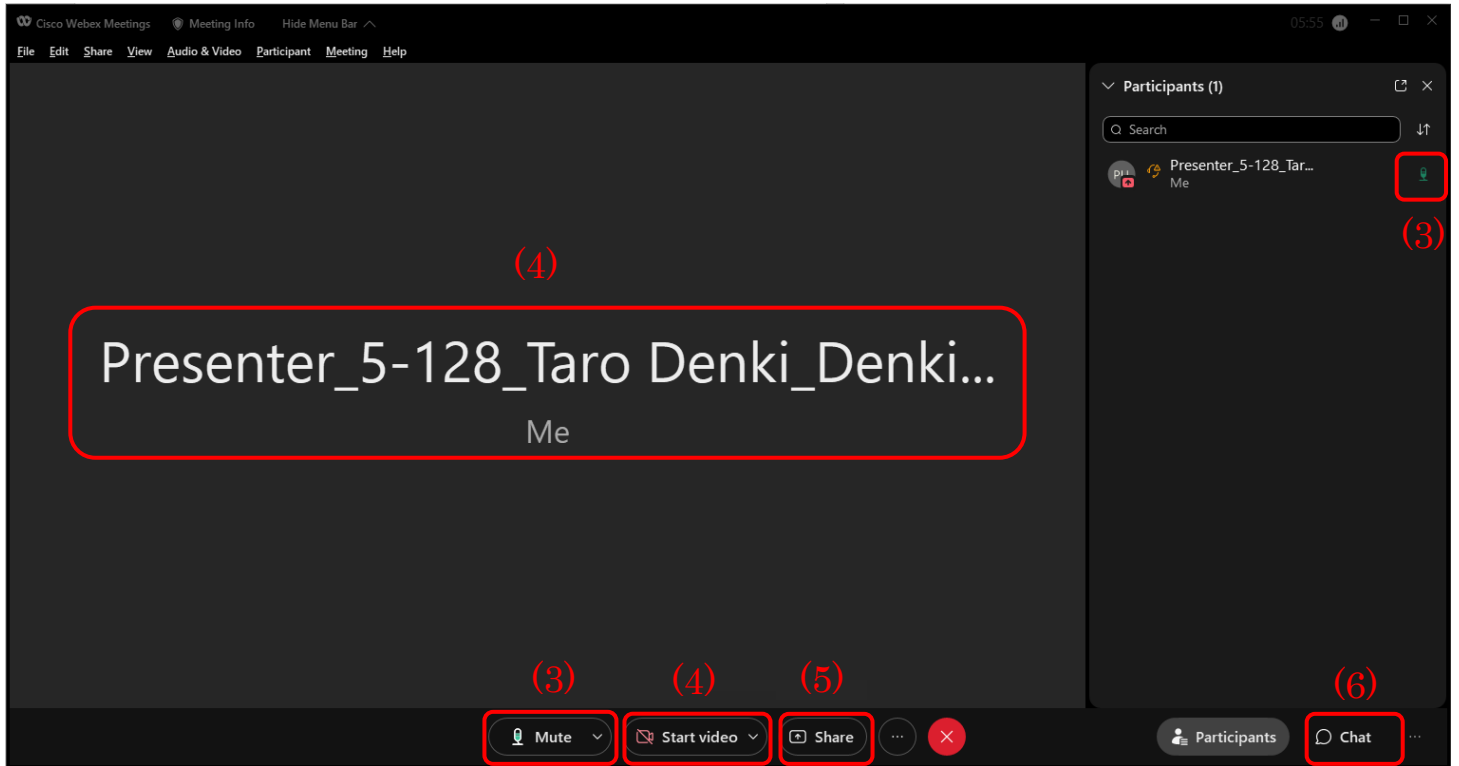 Cisco Webex Meetings Meeting Info Hide Menu Bar 05:55
File Edit Share View Audio & Video Participant Meeting Help
Participants (1)
Search
Presenter_5-128_Tar...
Me
(3)
(4)
Presenter_5-128_Taro Denki_Denki...
Me
(3) (4) (5) (6)
Mute Start video Share ... Participants Chat ...